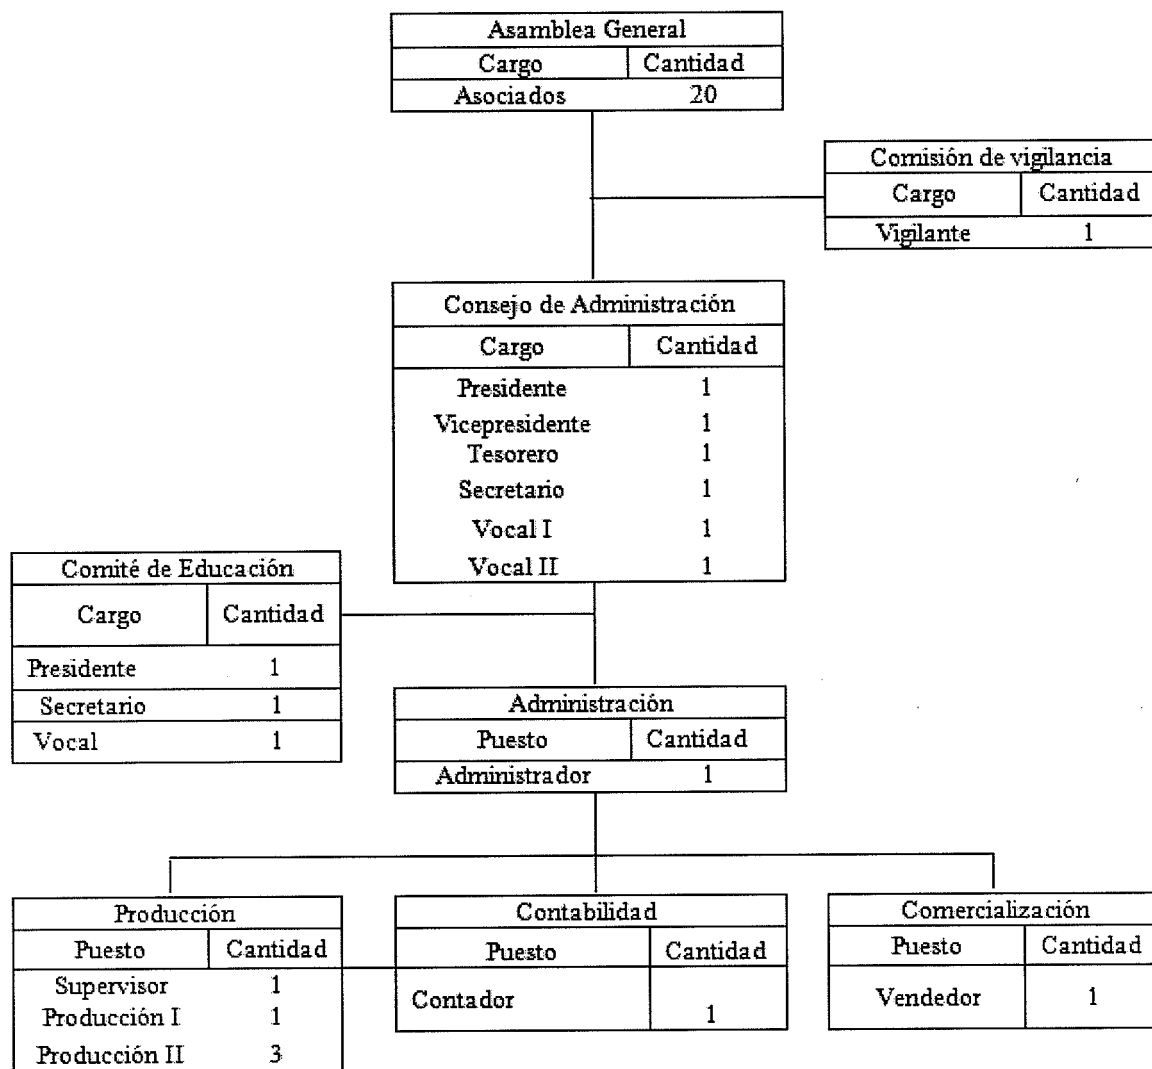 Asamblea General
Cargo Cantidad
Asociados 20
Comisión de vigilancia
Cargo Cantidad
Vigilante 1
Consejo de Administración
Cargo Cantidad
Presidente 1
Vicepresidente 1
Tesorero 1
Secretario 1
Vocal I 1
Vocal II 1
Comité de Educación
Cargo Cantidad
Presidente 1
Secretario 1
Vocal 1
Administración
Puesto Cantidad
Administrador 1
Producción
Puesto Cantidad
Supervisor 1
Producción I 1
Producción II 3
Contabilidad
Puesto Cantidad
Contador 1
Comercialización
Puesto Cantidad
Vendedor 1